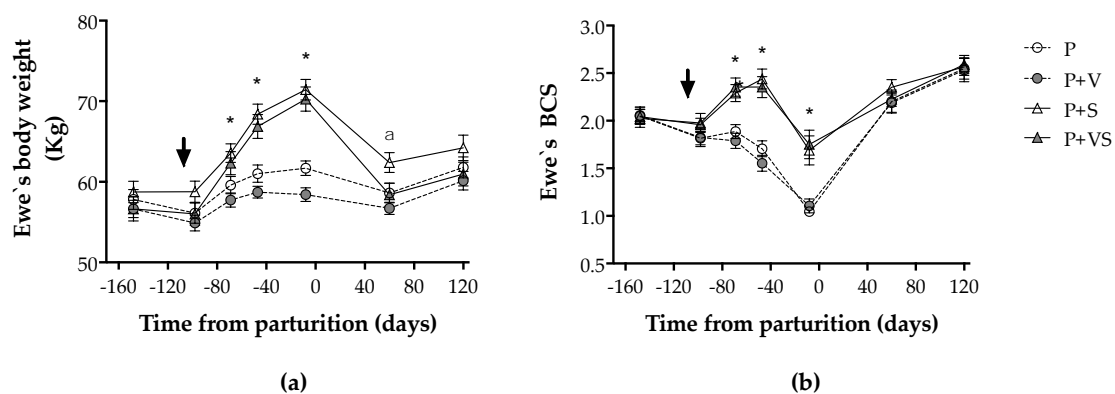 80
70
60
50
Ewe`s body weight
(Kg)
*
*
*
a
-160 -120 -80 -40 0 40 80 120
Time from parturition (days)
(a)
3.0
2.5
2.0
1.5
1.0
0.5
Ewe`s BCS
*
*
*
-160 -120 -80 -40 0 40 80 120
Time from parturition (days)
(b)
P
P+V
P+S
P+VS